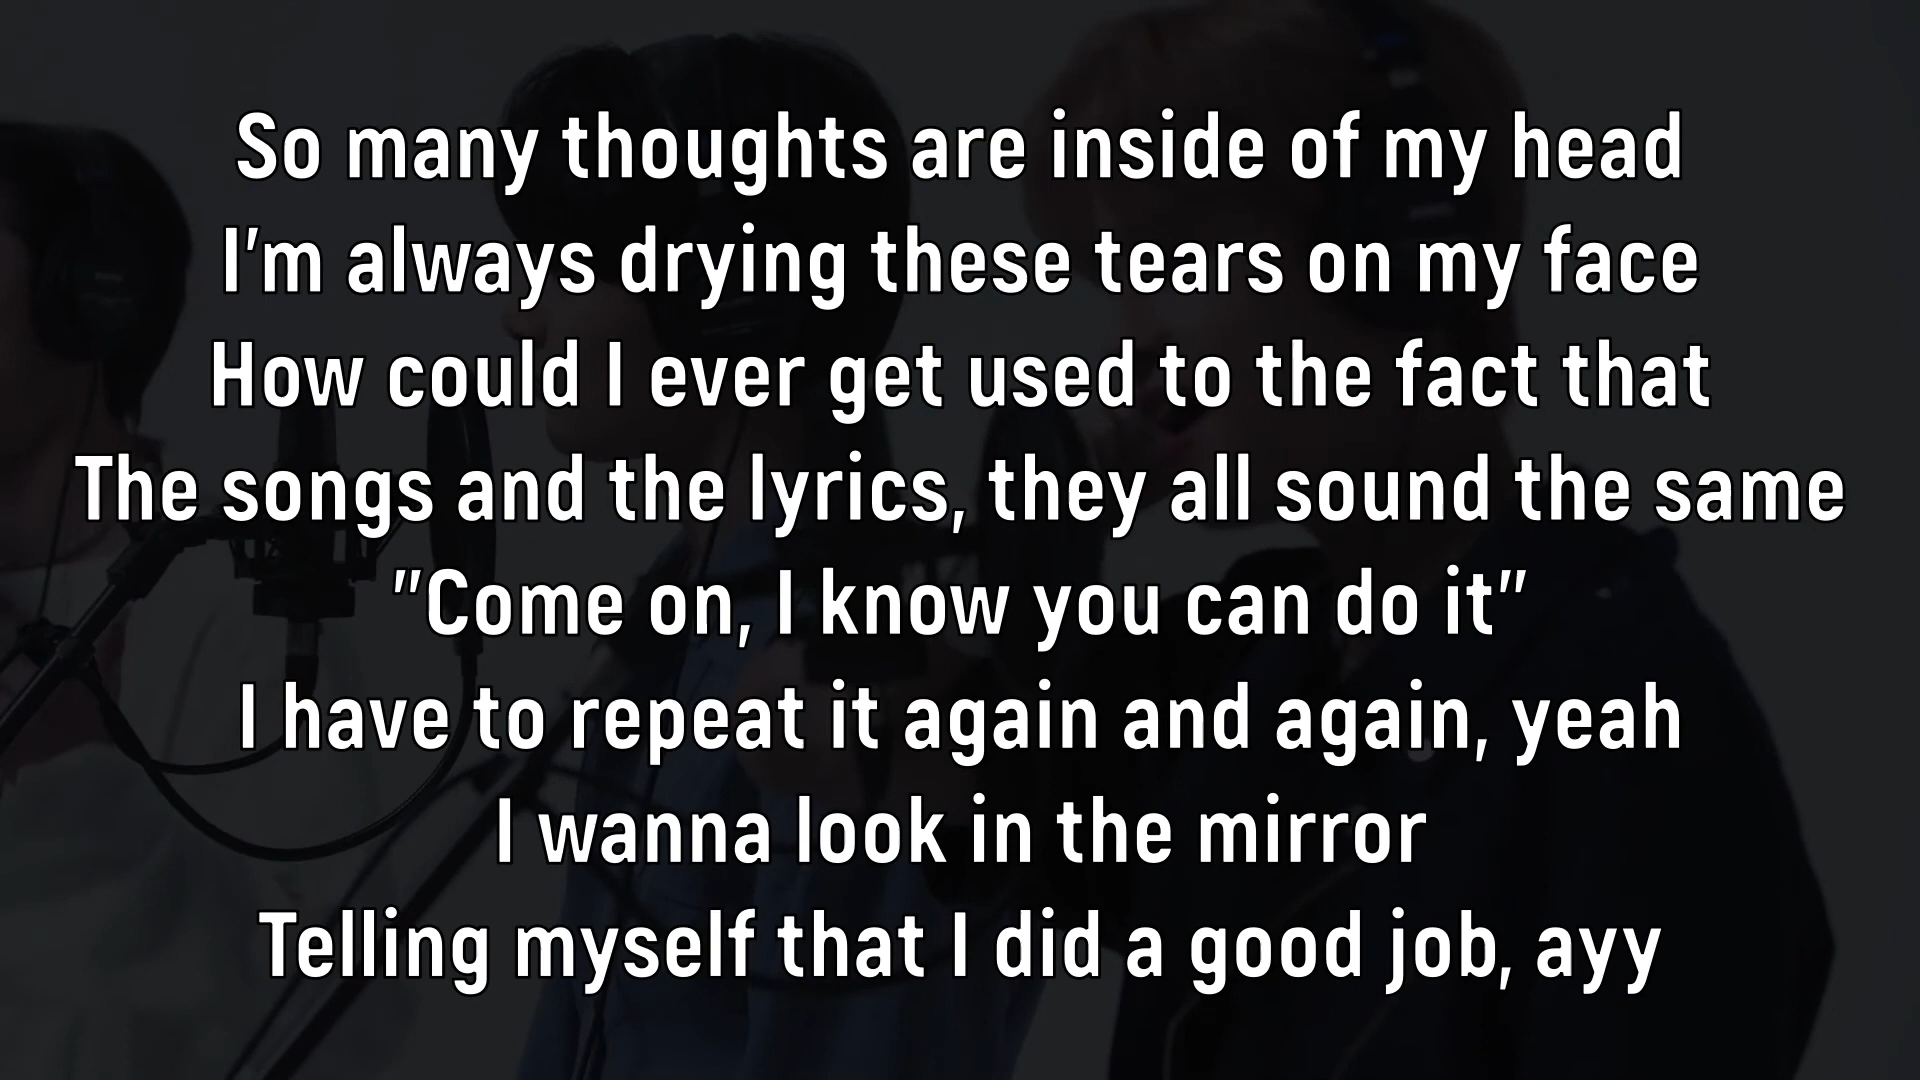 So many thoughts are inside of my head
I'm always drying these tears on my face
How could I ever get used to the fact that
The songs and the lyrics, they all sound the same
"Come on, I know you can do it"
I have to repeat it again and again, yeah
I wanna look in the mirror
Telling myself that I did a good job, ayy